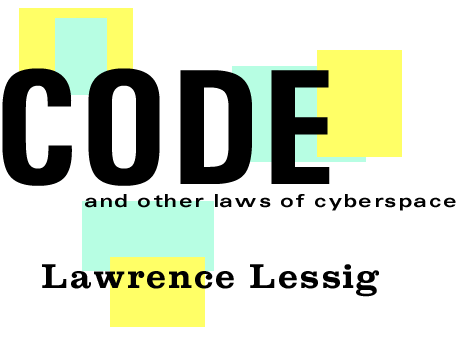 CODE
and other laws of cyberspace
Lawrence Lessig